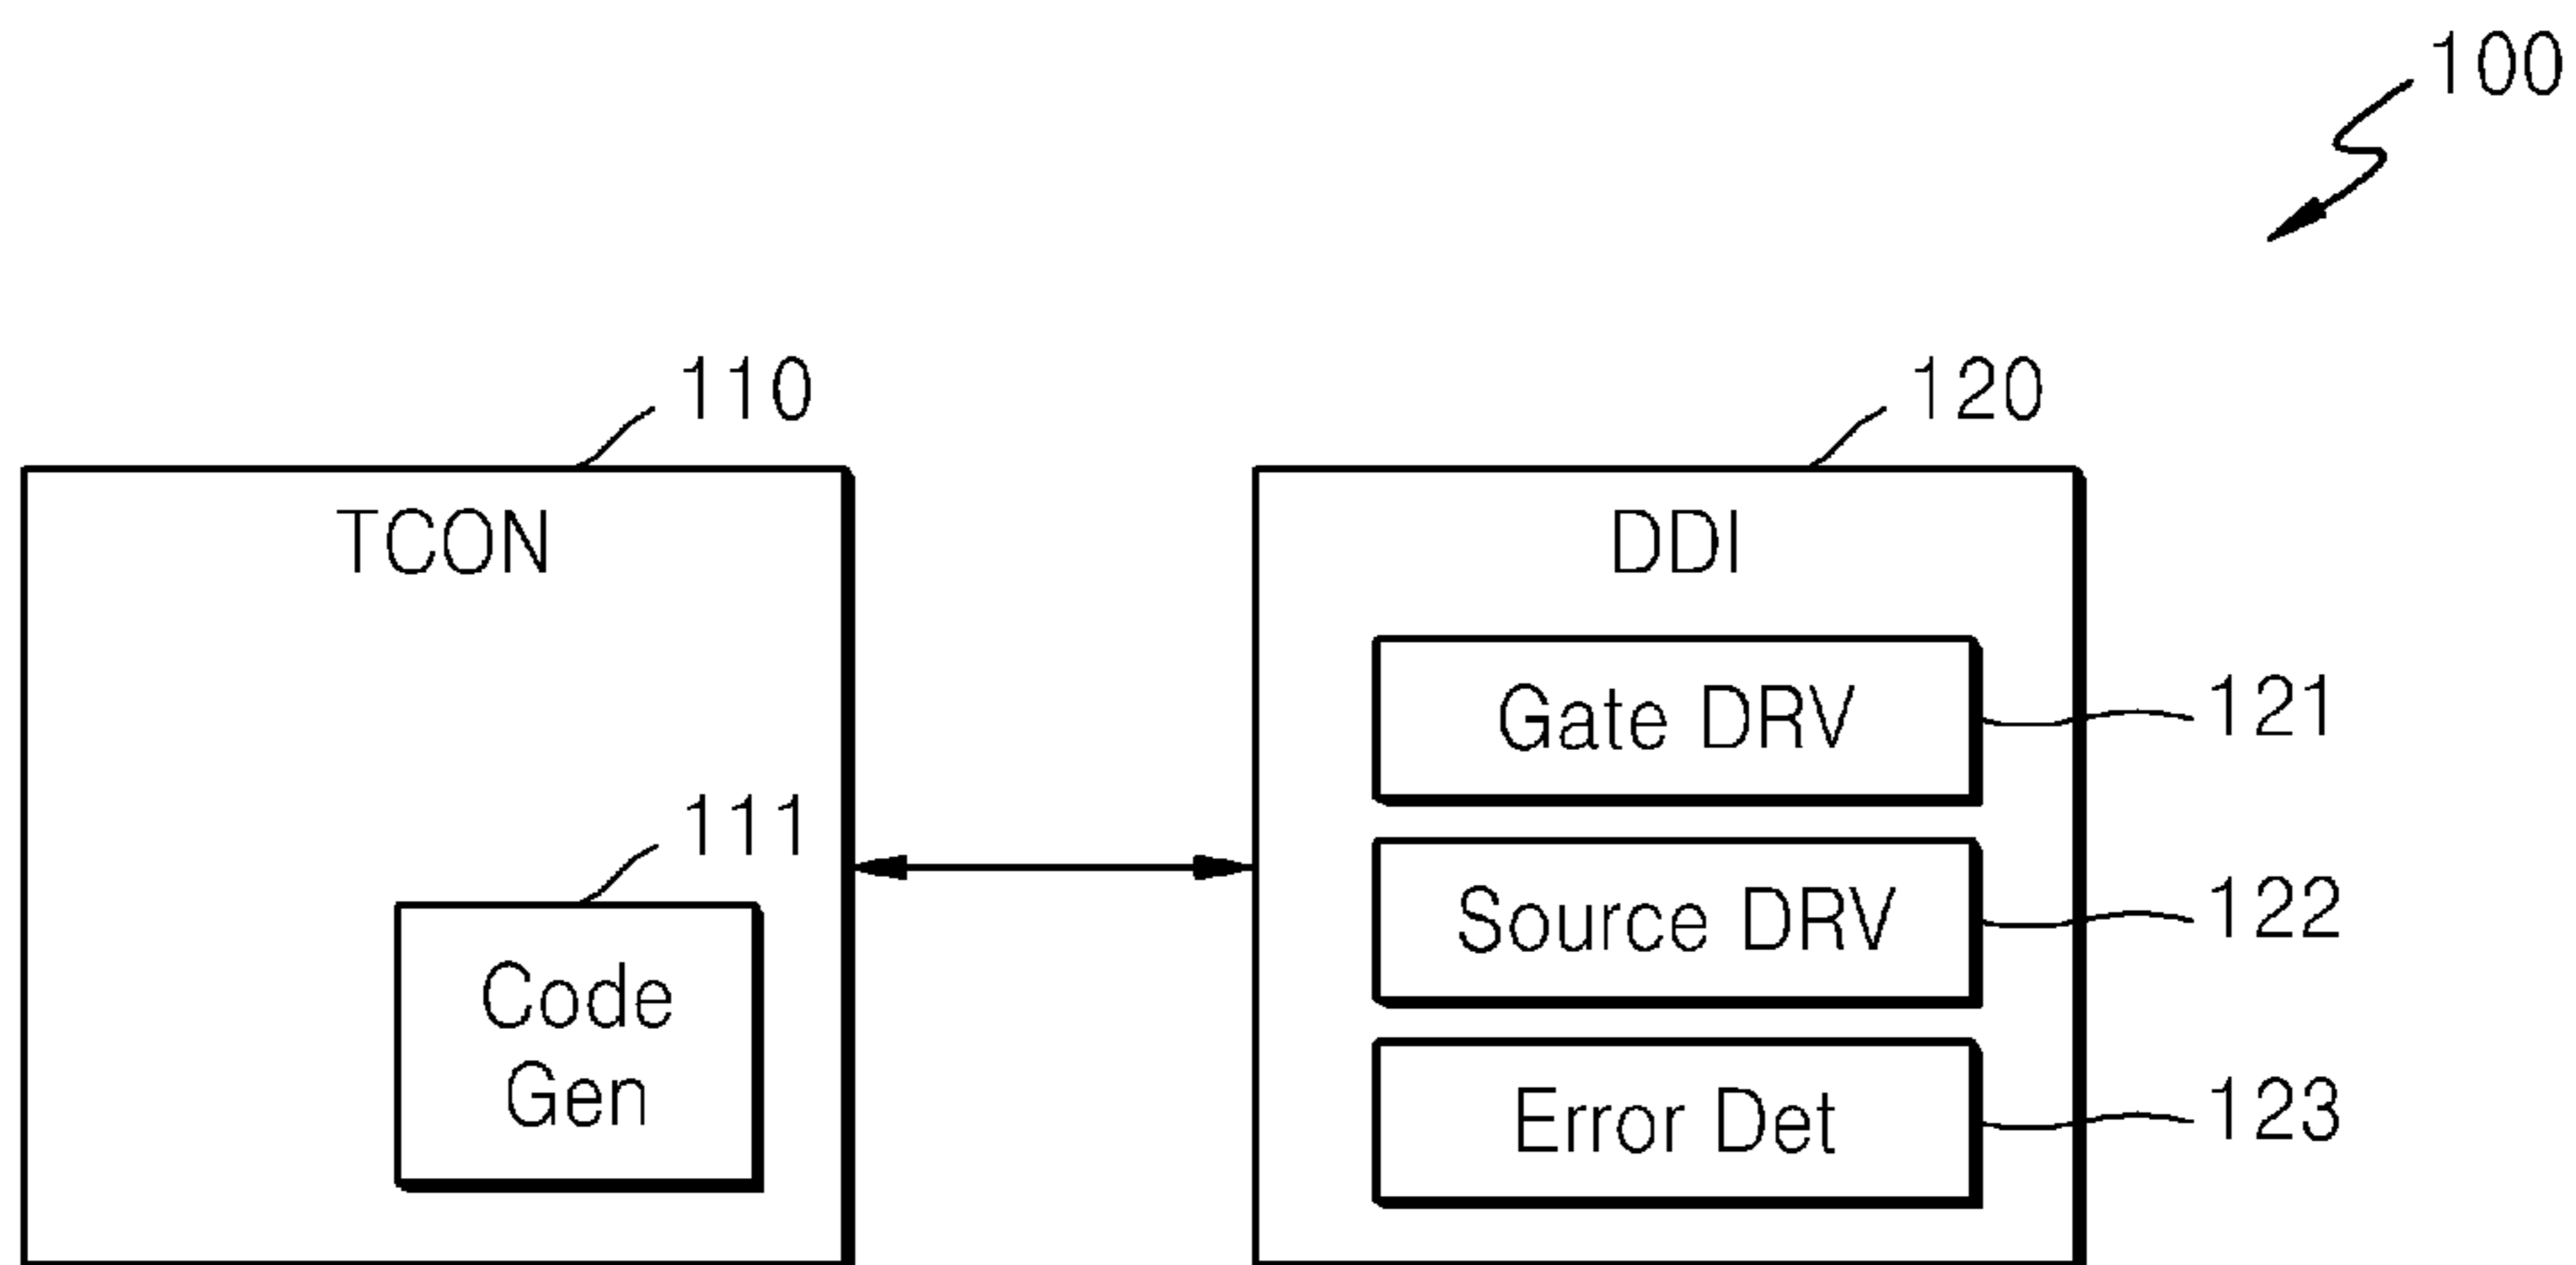 100
110
120
TCON
DDI
Gate DRV
121
111
Source DRV
122
Code
Gen
Error Det
123